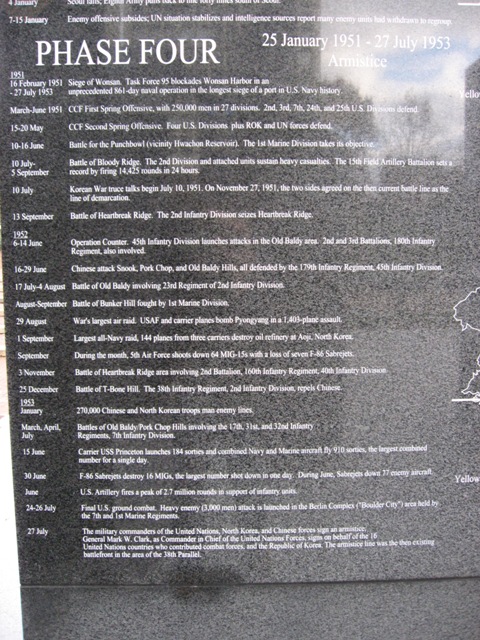 4 January Seoul falls, Eighth Army pulls back to line forty miles south of Seoul.
7-15 January Enemy offensive subsides; UN situation stabilizes and intelligence sources report many enemy units had withdrawn to regroup.
PHASE FOUR
25 January 1951 - 27 July 1953
Armistice
1951
16 February 1951 Siege of Wonsan. Task Force 95 blockades Wonsan Harbor in an
- 27 July 1953 unprecedented 861-day naval operation in the longest siege of a port in U.S. Navy history.
March-June 1951 CCF First Spring Offensive, with 250,000 men in 27 divisions. 2nd, 3rd, 7th, 24th, and 25th U.S. Divisions defend.
15-20 May CCF Second Spring Offensive. Four U.S. Divisions plus ROK and UN forces defend.
10-16 June Battle for the Punchbowl (vicinity Hwachon Reservoir). The 1st Marine Division takes its objective.
10 July- Battle of Bloody Ridge. The 2nd Division and attached units sustain heavy casualties. The 15th Field Artillery Battalion sets a
5 September record by firing 14,425 rounds in 24 hours.
10 July Korean War truce talks begin July 10, 1951. On November 27, 1951, the two sides agreed on the then current battle line as the
line of demarcation.
13 September Battle of Heartbreak Ridge. The 2nd Infantry Division seizes Heartbreak Ridge.
1952
6-14 June Operation Counter. 45th Infantry Division launches attacks in the Old Baldy area. 2nd and 3rd Battalions, 180th Infantry
Regiment, also involved.
16-29 June Chinese attack Snook, Pork Chop, and Old Baldy Hills, all defended by the 179th Infantry Regiment, 45th Infantry Division.
17 July-4 August Battle of Old Baldy involving 23rd Regiment of 2nd Infantry Division.
August-September Battle of Bunker Hill fought by 1st Marine Division.
29 August War's largest air raid. USAF and carrier planes bomb Pyongyang in a 1,403-plane assault.
1 September Largest all-Navy raid, 144 planes from three carriers destroy oil refinery at Aoji, North Korea.
September During the month, 5th Air Force shoots down 64 MIG-15s with a loss of seven F-86 Sabrejets.
3 November Battle of Heartbreak Ridge area involving 2nd Battalion, 160th Infantry Regiment, 40th Infantry Division.
25 December Battle of T-Bone Hill. The 38th Infantry Regiment, 2nd Infantry Division, repels Chinese.
1953
January 270,000 Chinese and North Korean troops man enemy lines.
March, April, Battles of Old Baldy/Pork Chop Hills involving the 17th, 31st, and 32nd Infantry
July Regiments, 7th Infantry Division.
15 June Carrier USS Princeton launches 184 sorties and combined Navy and Marine aircraft fly 910 sorties, the largest combined
number for a single day.
30 June F-86 Sabrejets destroy 16 MIGs, the largest number shot down in one day. During June, Sabrejets down 77 enemy aircraft.
June U.S. Artillery fires a peak of 2.7 million rounds in support of infantry units.
24-26 July Final U.S. ground combat. Heavy enemy (3,000 men) attack is launched in the Berlin Complex ("Boulder City") area held by
the 7th and 1st Marine Regiments.
27 July The military commanders of the United Nations, North Korea, and Chinese forces sign an armistice:
General Mark W. Clark, as Commander in Chief of the United Nations Forces, signs on behalf of the 16
United Nations countries who contributed combat forces, and the Republic of Korea. The armistice line was the then existing
battlefront in the area of the 38th Parallel.
Yello
Yellow